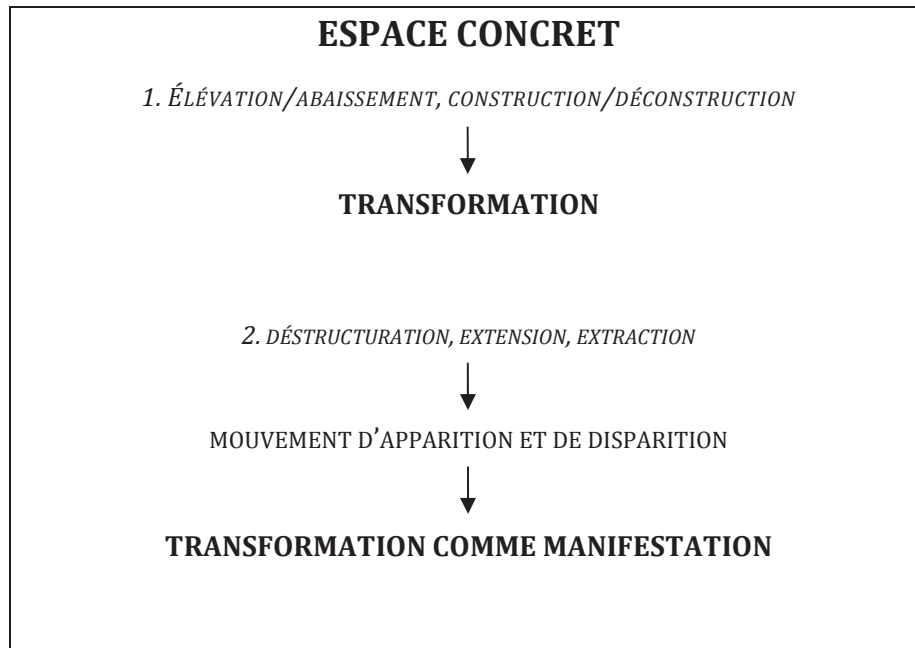 ESPACE CONCRET
1. ÉLÉVATION/ABAISSEMENT, CONSTRUCTION/DÉCONSTRUCTION
TRANSFORMATION
2. DÉSTRUCTURATION, EXTENSION, EXTRACTION
MOUVEMENT D’APPARITION ET DE DISPARITION
TRANSFORMATION COMME MANIFESTATION